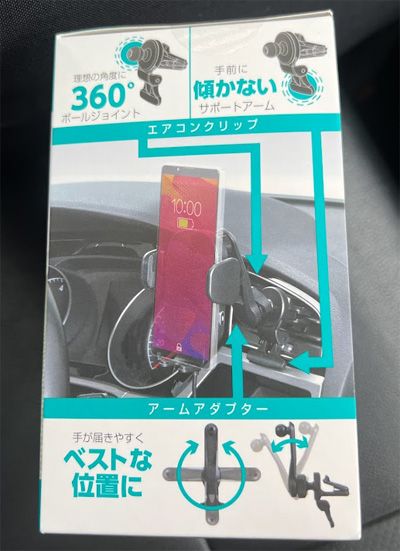 理想の角度に
360°
ボールジョイント
手前に
傾かない
サポートアーム
エアコンクリップ
10:00
アームアダプター
手が届きやすく
ベストな
位置に